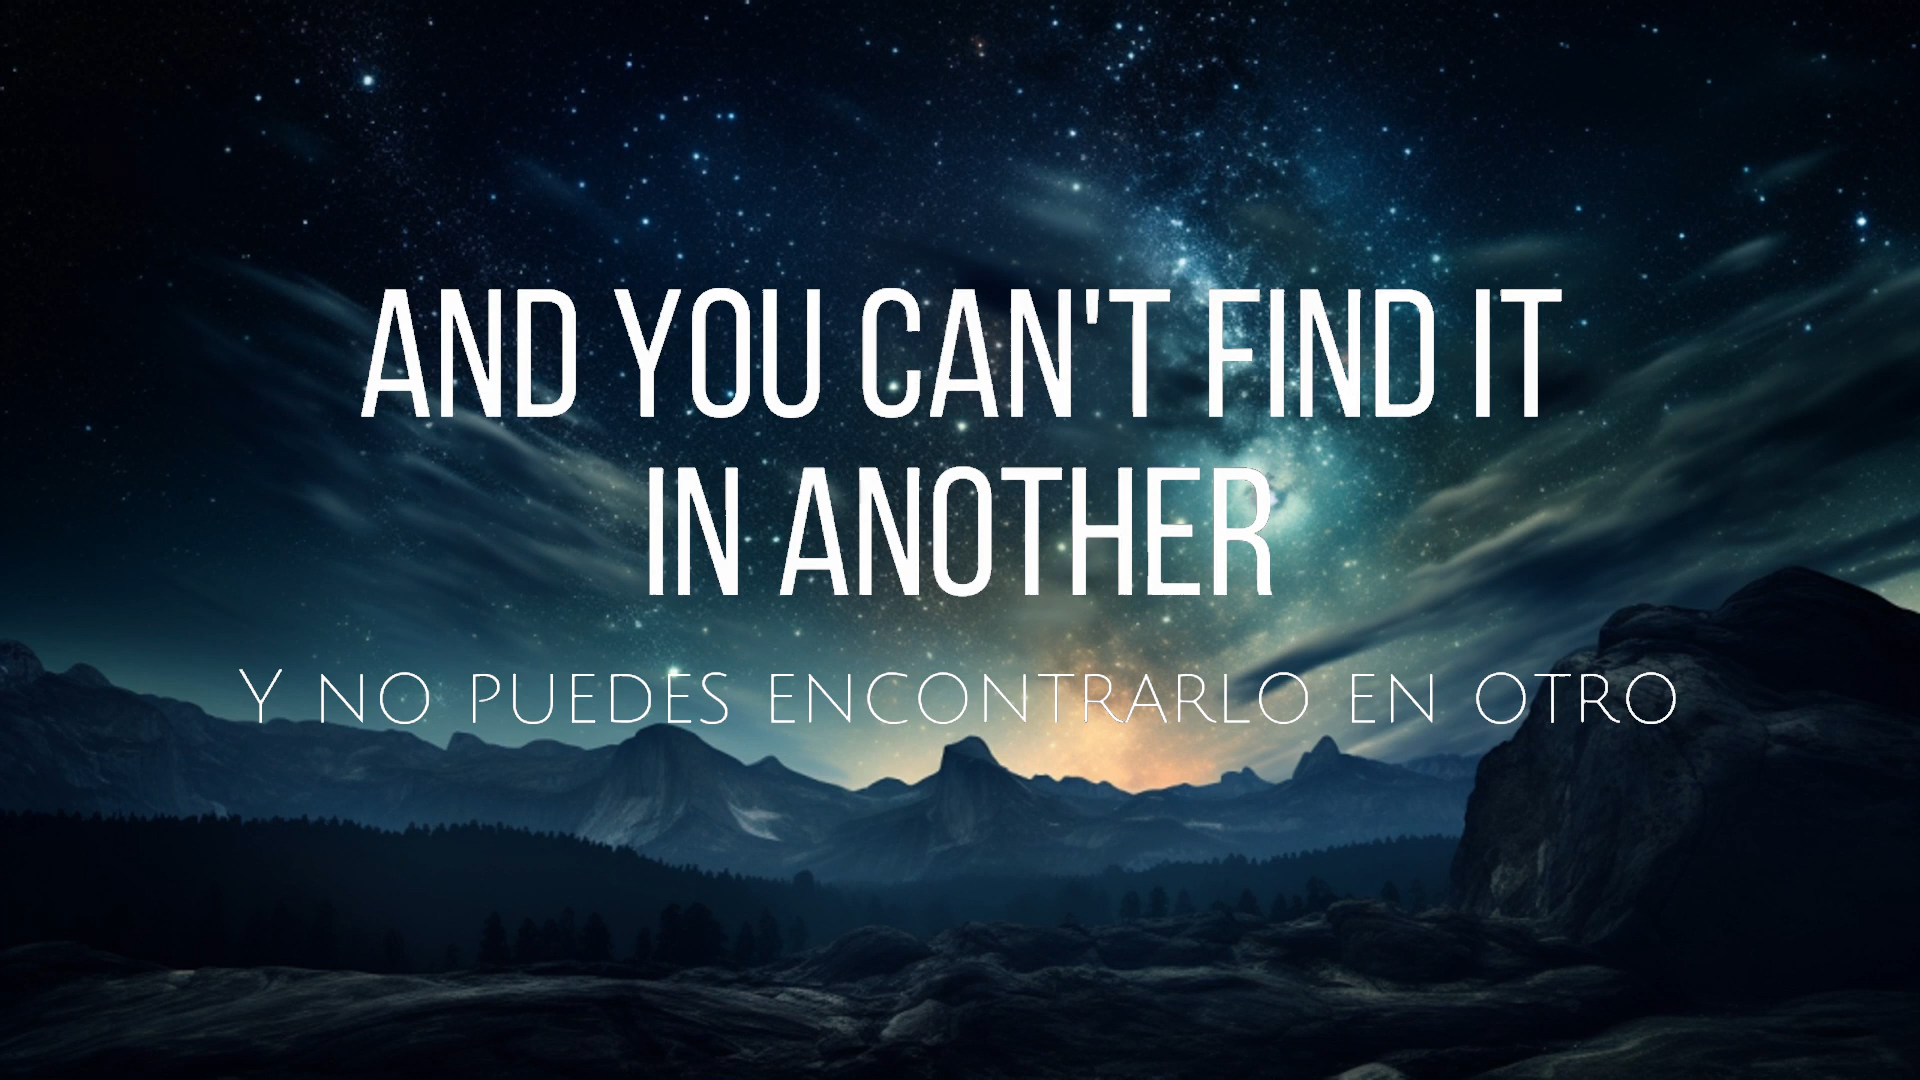 AND YOU CAN'T FIND IT
IN ANOTHER
Y NO PUEDES ENCONTRARLO EN OTRO